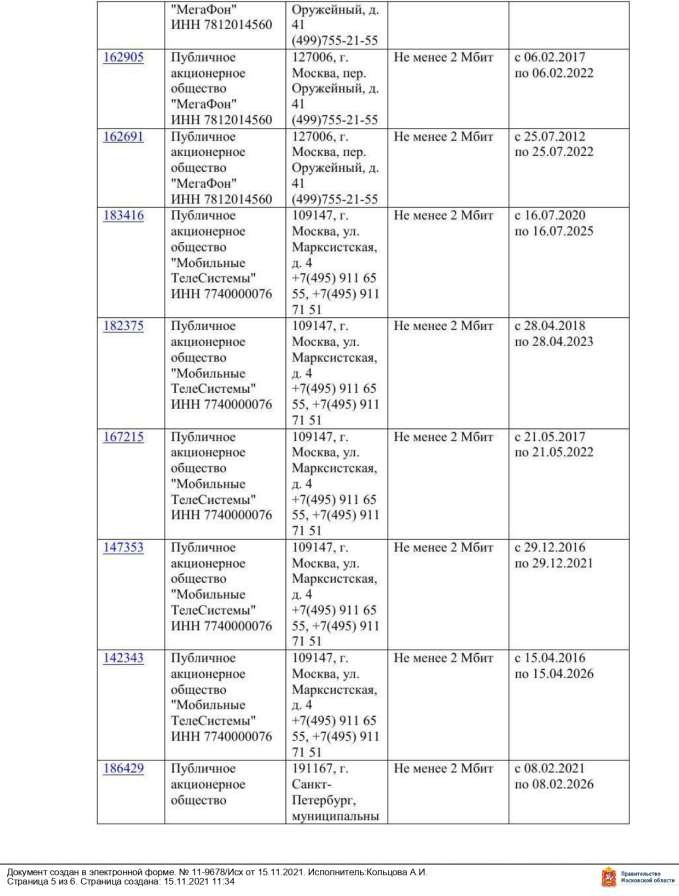 "МегаФон"
ИНН 7812014560
Оружейный, д.
41
(499)755-21-55
162905
Публичное
акционерное
общество
"МегаФон"
ИНН 7812014560
127006, г.
Москва, пер.
Оружейный, д.
41
(499)755-21-55
Не менее 2 Мбит
с 06.02.2017
по 06.02.2022
162691
Публичное
акционерное
общество
"МегаФон"
ИНН 7812014560
127006, г.
Москва, пер.
Оружейный, д.
41
(499)755-21-55
Не менее 2 Мбит
с 25.07.2012
по 25.07.2022
183416
Публичное
акционерное
общество
"Мобильные
ТелеСистемы"
ИНН 7740000076
109147, г.
Москва, ул.
Марксистская,
д. 4
+7(495) 911 65
55, +7(495) 911
71 51
Не менее 2 Мбит
с 16.07.2020
по 16.07.2025
182375
Публичное
акционерное
общество
"Мобильные
ТелеСистемы"
ИНН 7740000076
109147, г.
Москва, ул.
Марксистская,
д. 4
+7(495) 911 65
55, +7(495) 911
71 51
Не менее 2 Мбит
с 28.04.2018
по 28.04.2023
167215
Публичное
акционерное
общество
"Мобильные
ТелеСистемы"
ИНН 7740000076
109147, г.
Москва, ул.
Марксистская,
д. 4
+7(495) 911 65
55, +7(495) 911
71 51
Не менее 2 Мбит
с 21.05.2017
по 21.05.2022
147353
Публичное
акционерное
общество
"Мобильные
ТелеСистемы"
ИНН 7740000076
109147, г.
Москва, ул.
Марксистская,
д. 4
+7(495) 911 65
55, +7(495) 911
71 51
Не менее 2 Мбит
с 29.12.2016
по 29.12.2021
142343
Публичное
акционерное
общество
"Мобильные
ТелеСистемы"
ИНН 7740000076
109147, г.
Москва, ул.
Марксистская,
д. 4
+7(495) 911 65
55, +7(495) 911
71 51
Не менее 2 Мбит
с 15.04.2016
по 15.04.2026
186429
Публичное
акционерное
общество
191167, г.
Санкт-
Петербург,
муниципальны
Не менее 2 Мбит
с 08.02.2021
по 08.02.2026
Документ создан в электронной форме. № 11-9678/Исх от 15.11.2021. Исполнитель:Кольцова А.И.
Страница 5 из 6. Страница создана: 15.11.2021 11:34
Правительство
Московской области